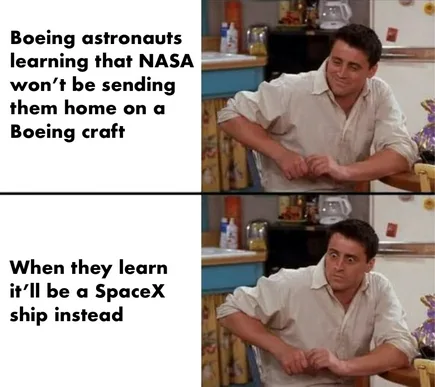 Boeing astronauts
learning that NASA
won't be sending
them home on a
Boeing craft
When they learn
it'll be a SpaceX
ship instead